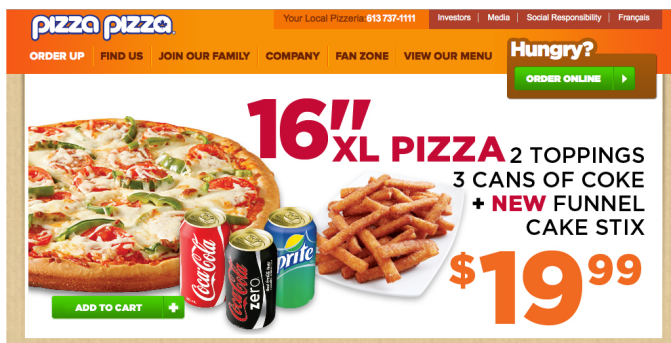 pizza pizza
Your Local Pizzeria: 613 737-1111
Investors | Media | Social Responsibility | Français
ORDER UP
FIND US
JOIN OUR FAMILY
COMPANY
FAN ZONE
VIEW OUR MENU
Hungry?
ORDER ONLINE
16" XL PIZZA
2 TOPPINGS
3 CANS OF COKE
+ NEW FUNNEL
CAKE STIX
$19 99
Coca-Cola
Coca-Cola
zero
Sprite
ADD TO CART +